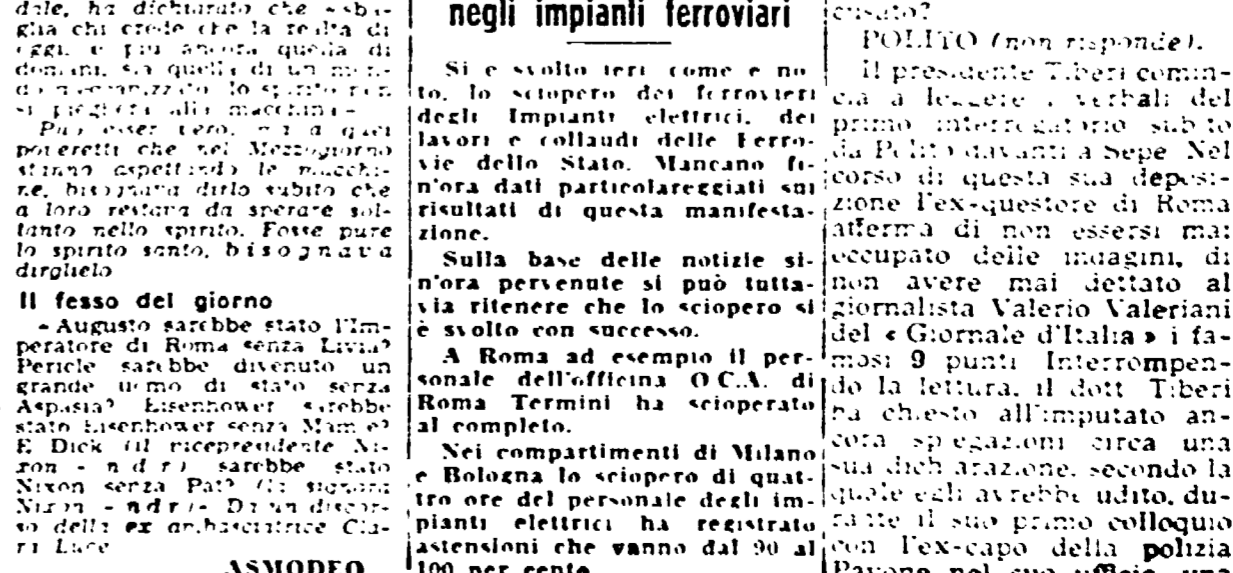 dale, ha dichiarato che «sba-
glia chi crede che la realtà di
oggi, e più ancora quella di
domani, sia quella di un mon-
do meccanizzato: lo spirito non
si piegherà alla macchina»
Può esser vero, ma a quei
poveretti che nel Mezzogiorno
stanno aspettando le macchi-
ne, bisognava dirlo subito che
a loro restava da sperare sol-
tanto nello spirito. Fosse pure
lo spirito santo, bisognava
dirglielo
Il fesso del giorno
«Augusto sarebbe stato l'Im-
peratore di Roma senza Livia?
Pericle sarebbe divenuto un
grande uomo di stato senza
Aspasia? Eisenhower sarebbe
stato Eisenhower senza Mamie?
E Dick (il vicepresidente Ni-
xon - n d r) sarebbe stato
Nixon senza Pat? (la signora
Nixon - n d r)» Da un discor-
so della ex ambasciatrice Cla-
ra Luce
ASMODEO
negli impianti ferroviari
Si è svolto ieri, come è no-
to, lo sciopero dei ferrovieri
degli Impianti elettrici, dei
lavori e collaudi delle Ferro-
vie dello Stato. Mancano fi-
n'ora dati particolareggiati sui
risultati di questa manifesta-
zione.
Sulla base delle notizie si-
n'ora pervenute si può tutta-
via ritenere che lo sciopero si
è svolto con successo.
A Roma ad esempio il per-
sonale dell'officina O.C.A. di
Roma Termini ha scioperato
al completo.
Nei compartimenti di Milano
e Bologna lo sciopero di quat-
tro ore del personale degli im-
pianti elettrici ha registrato
astensioni che vanno dal 90 al
100 per cento
cusato?
POLITO (non risponde).
Il presidente Tiberi comin-
cia a leggere i verbali del
primo interrogatorio subito
da Polito davanti a Sepe. Nel
corso di questa sua deposi-
zione l'ex-questore di Roma
afferma di non essersi mai
occupato delle indagini, di
non avere mai dettato al
giornalista Valerio Valeriani
del «Giornale d'Italia» i fa-
mosi 9 punti Interrompen-
do la lettura, il dott Tiberi
ha chiesto all'imputato an-
cora spiegazioni circa una
sua dichiarazione, secondo la
quale egli avrebbe udito, du-
rante il suo primo colloquio
con l'ex-capo della polizia
Pavone nel suo ufficio, una